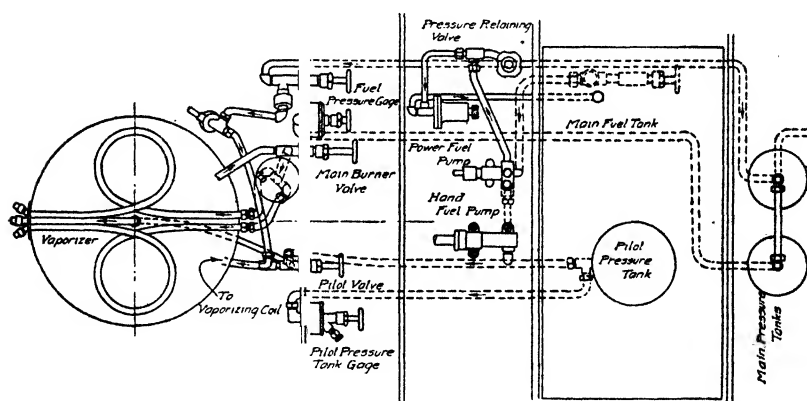 Pressure Retaining
Valve
Fuel
Pressure Gage
Main Fuel Tank
Power Fuel
Pump
Main Burner
Valve
Hand
Fuel Pump
Vaporizer
Pilot
Pressure
Tank
Pilot Valve
To
Vaporizing Coil
Pilot Pressure
Tank Gage
Main Pressure
Tanks